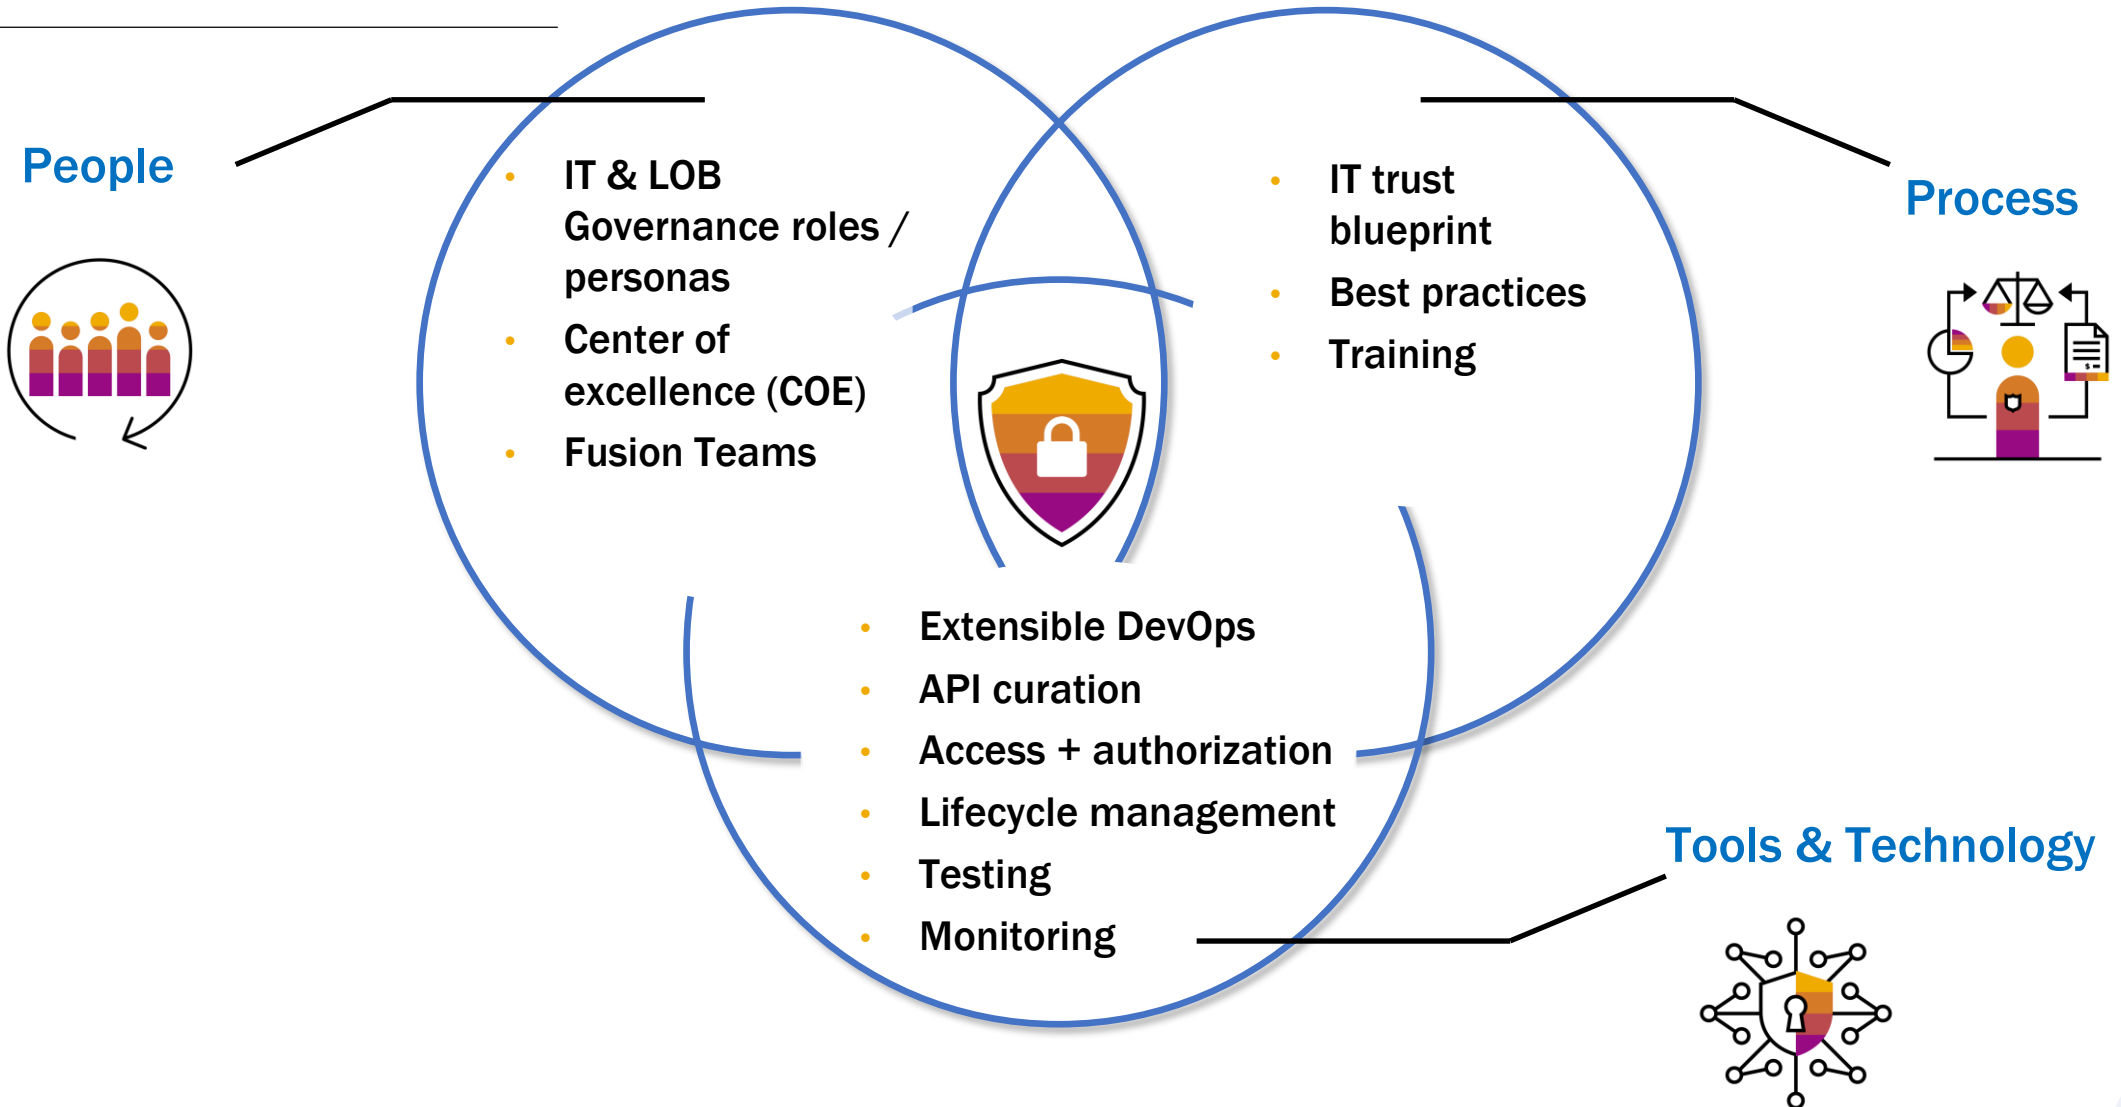 People
IT & LOB
Governance roles /
personas
Center of
excellence (COE)
Fusion Teams
IT trust
blueprint
Best practices
Training
Process
Extensible DevOps
API curation
Access + authorization
Lifecycle management
Testing
Monitoring
Tools & Technology